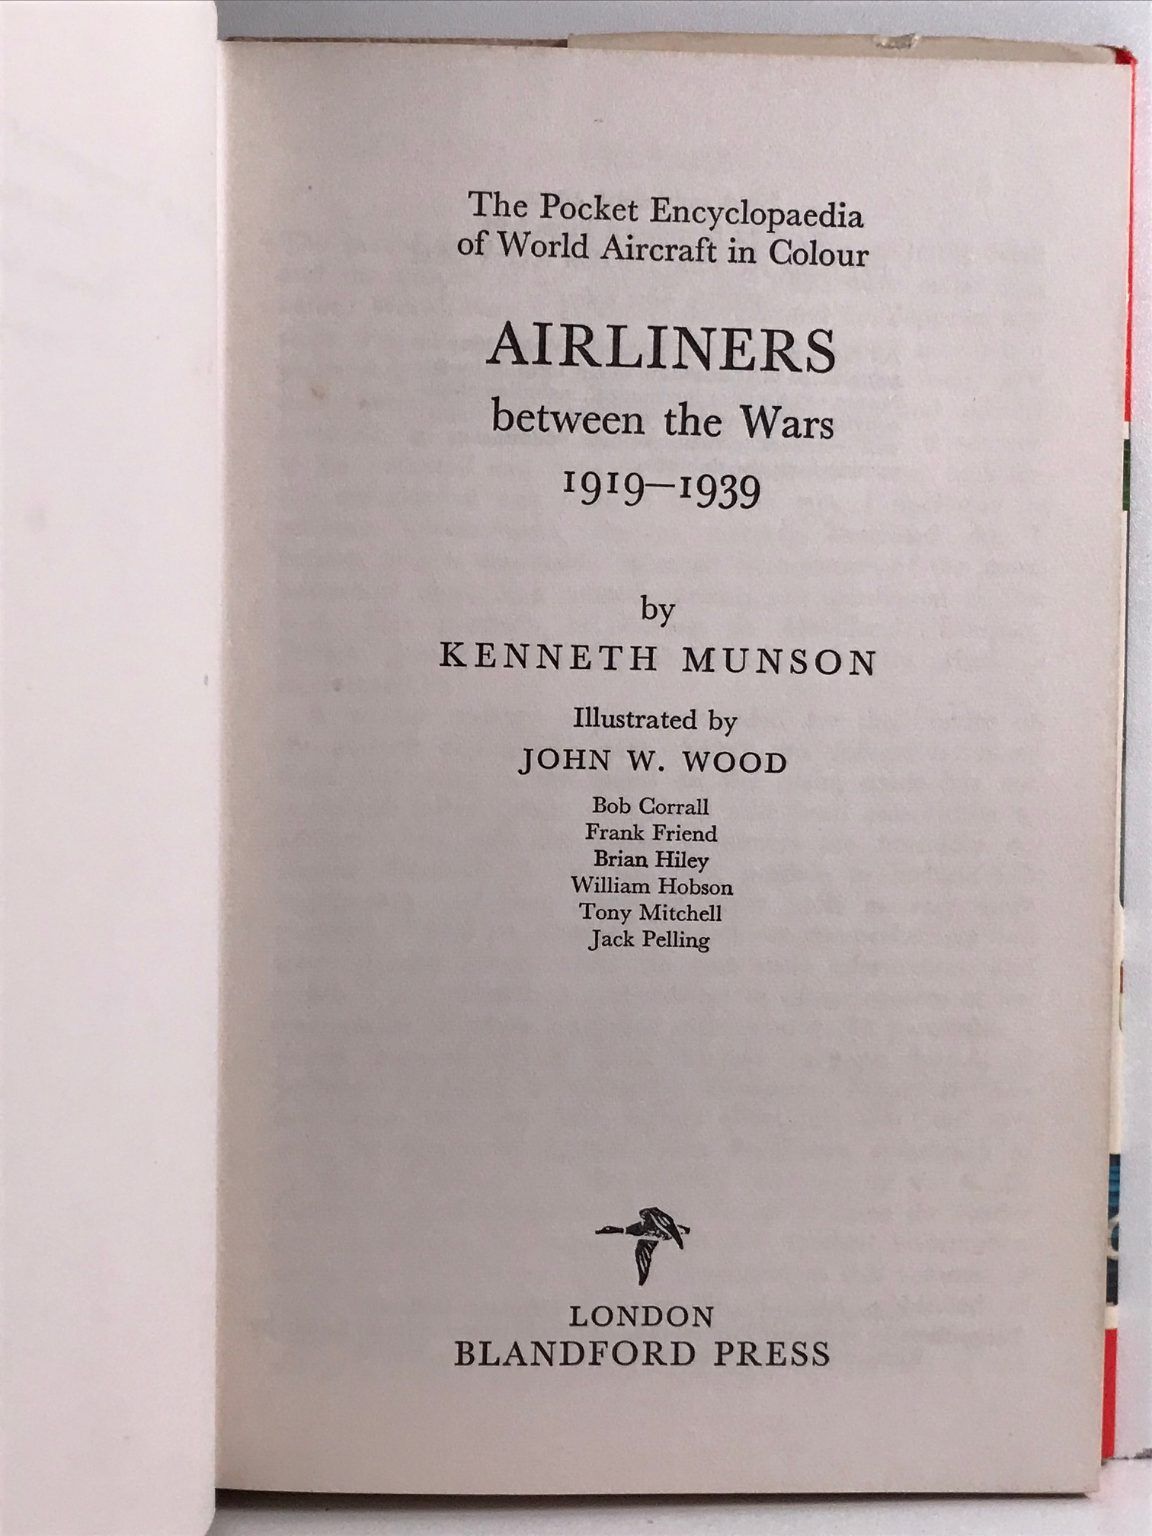 The Pocket Encyclopaedia
of World Aircraft in Colour
AIRLINERS
between the Wars
1919—1939
by
KENNETH MUNSON
Illustrated by
JOHN W. WOOD
Bob Corrall
Frank Friend
Brian Hiley
William Hobson
Tony Mitchell
Jack Pelling
LONDON
BLANDFORD PRESS